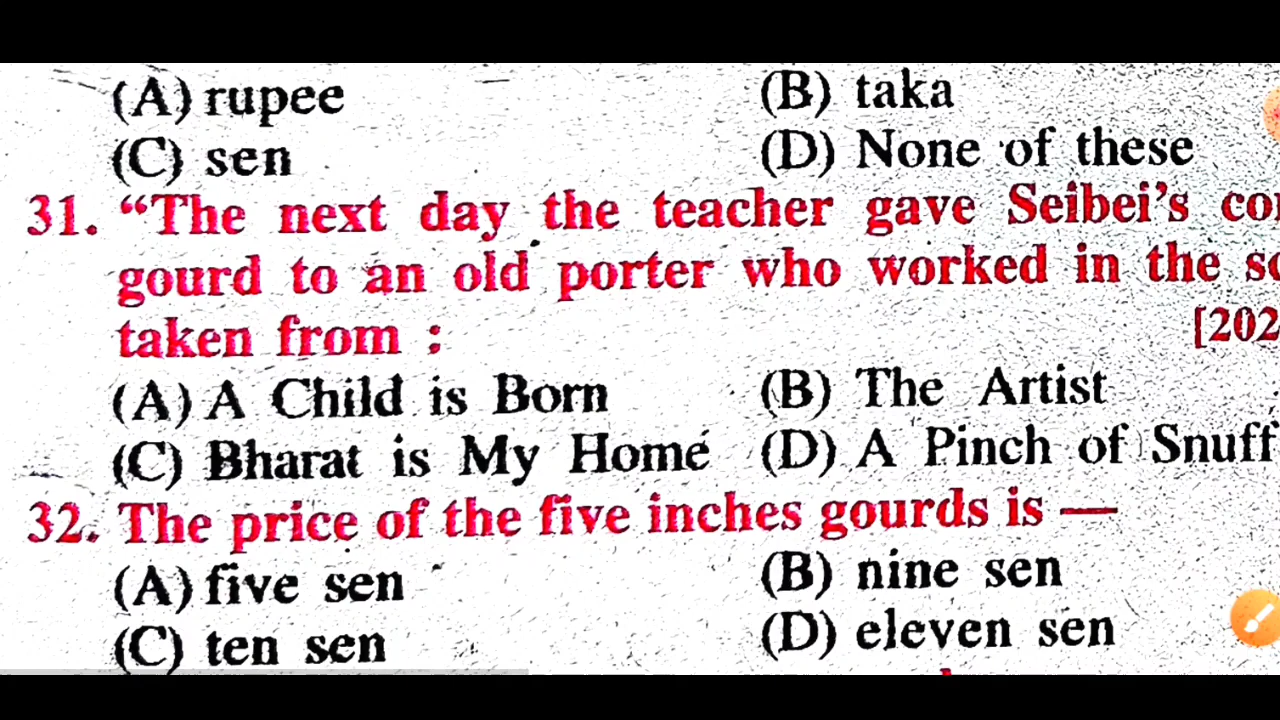 (A) rupee (B) taka
(C) sen (D) None of these
31. “The next day the teacher gave Seibei’s
gourd to an old porter who worked in the
taken from :
(A) A Child is Born (B) The Artist
(C) Bharat is My Home (D) A Pinch of Snuff
32. The price of the five inches gourds is —
(A) five sen (B) nine sen
(C) ten sen (D) eleven sen